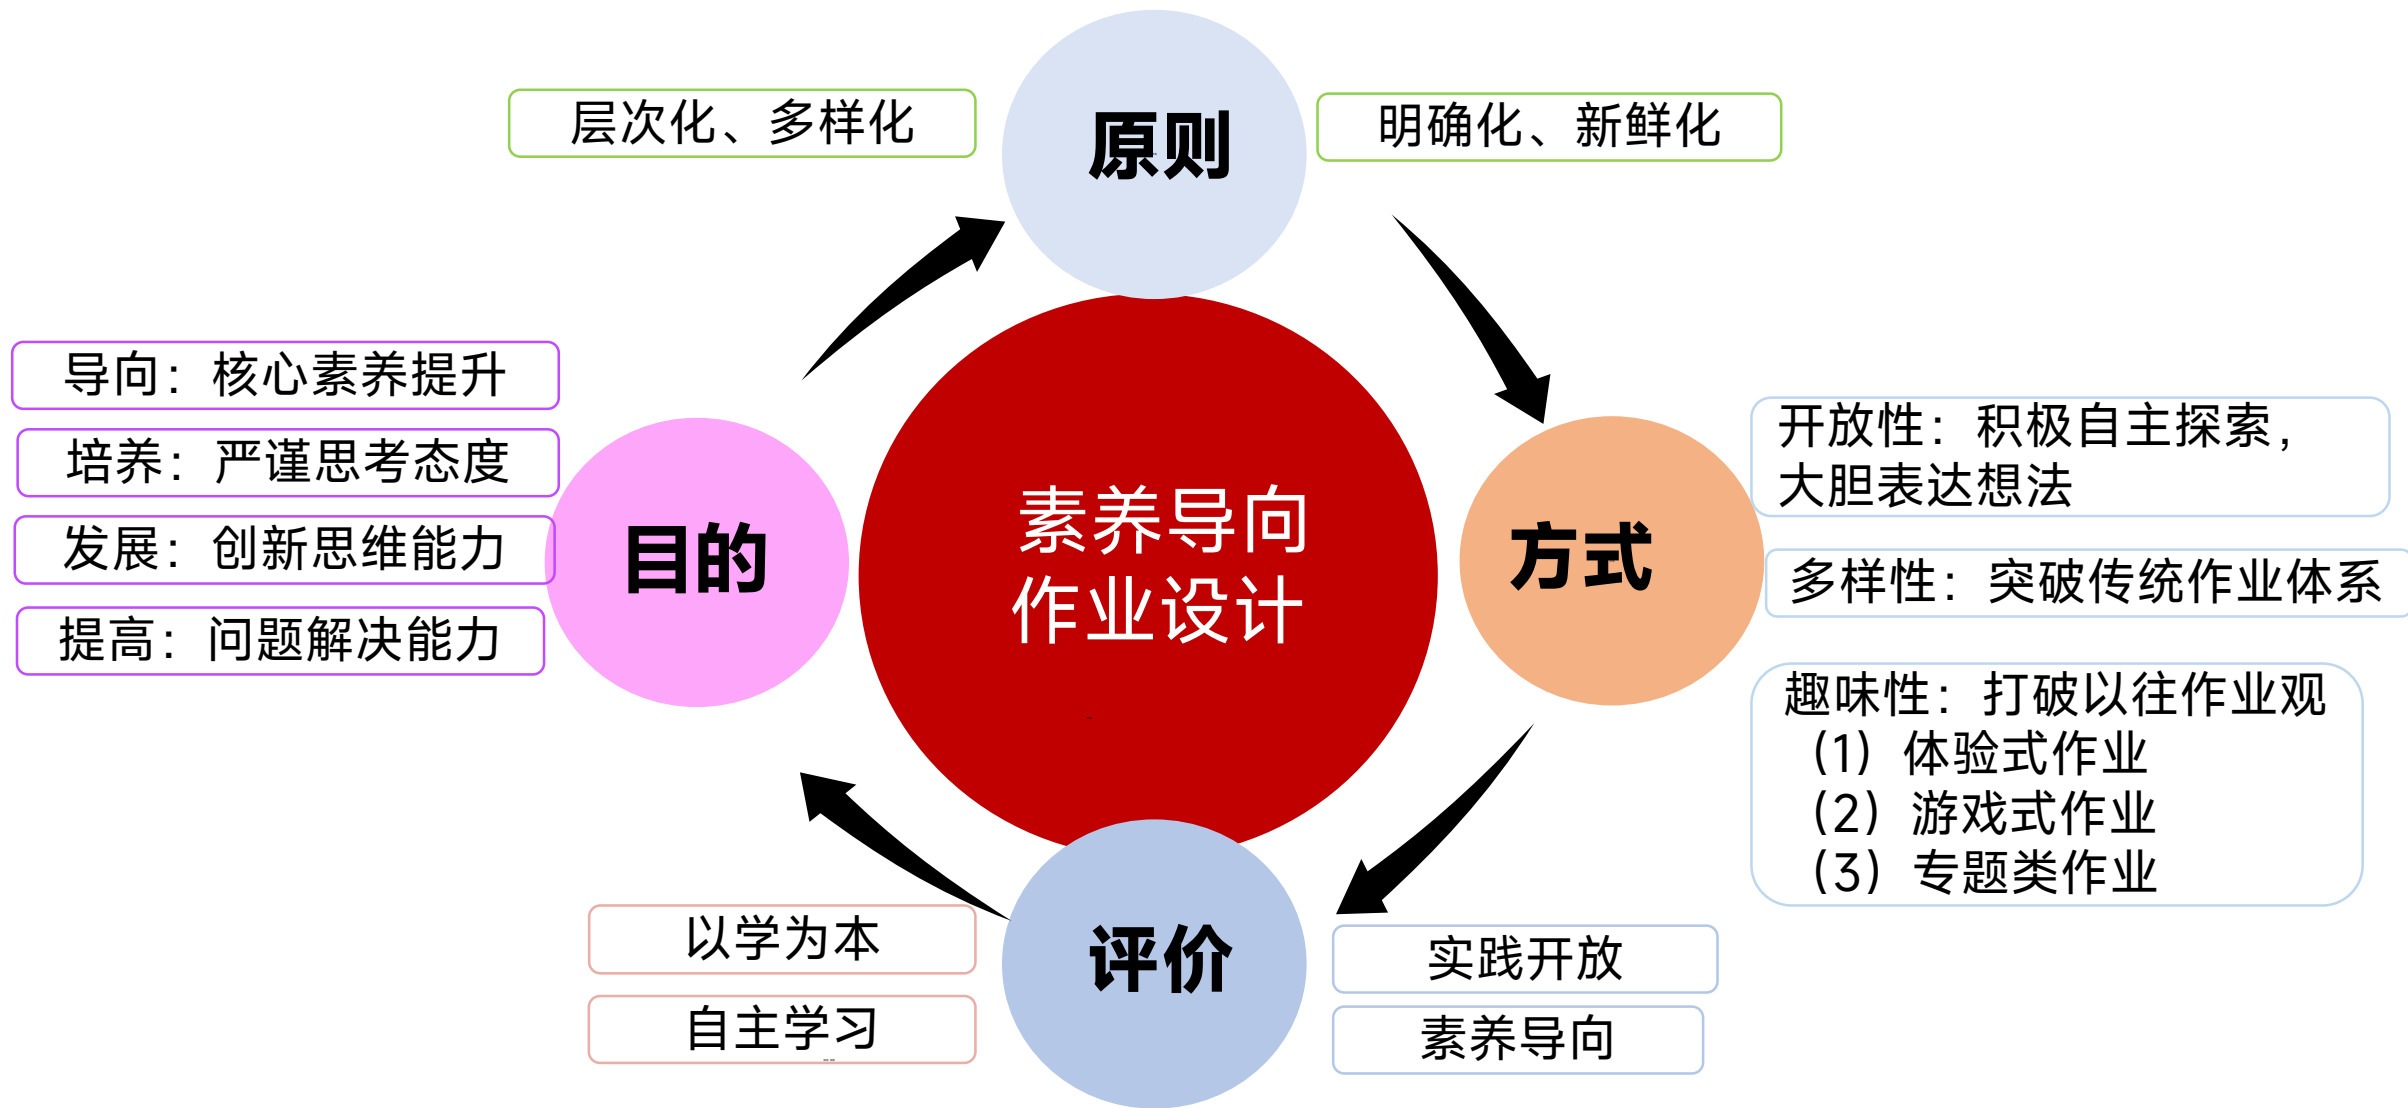 原则
层次化、多样化
明确化、新鲜化
导向：核心素养提升
培养：严谨思考态度
发展：创新思维能力
提高：问题解决能力
目的
素养导向
作业设计
方式
开放性：积极自主探索，
大胆表达想法
多样性：突破传统作业体系
趣味性：打破以往作业观
（1）体验式作业
（2）游戏式作业
（3）专题类作业
评价
以学为本
自主学习
实践开放
素养导向